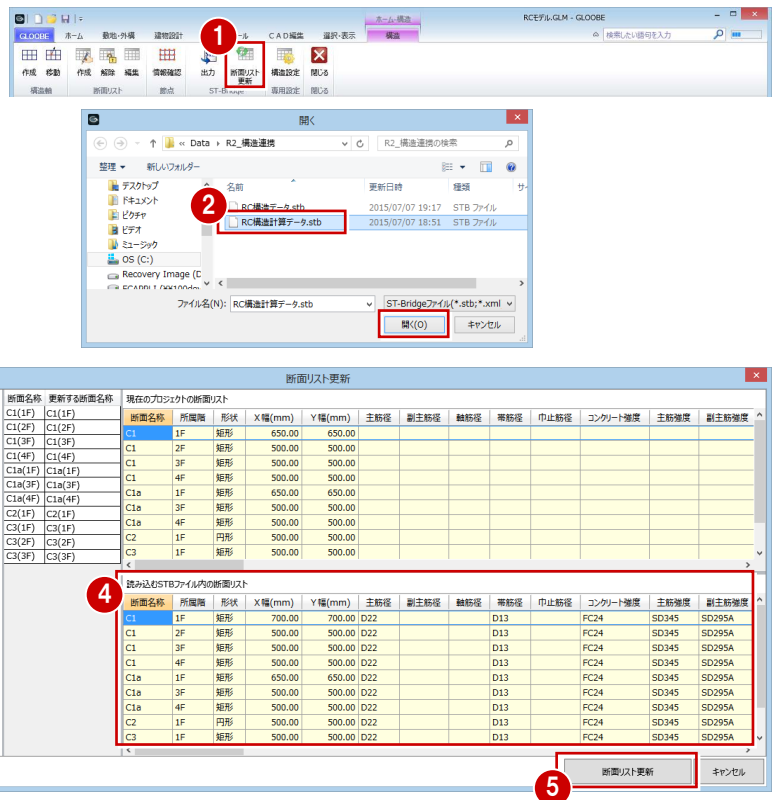 ホーム-構造
RCモデル.GLM - GLOOBE
GLOOBE ホーム 敷地・外構 建物設計 ール CAD編集 選択・表示 構造 検索したい語句を入力
1
作成 移動 作成 解除 編集 情報確認 出力 断面リスト更新 構造設定 閉じる
構造軸 断面リスト 節点 ST-Bridge 専用設定 閉じる
開く
« Data R2_構造連携 R2_構造連携の検索
整理 新しいフォルダー
デスクトップ 名前 更新日時 種類 サイ
ドキュメント RC構造データ.stb 2015/07/07 19:17 STB ファイル
2
ピクチャ RC構造計算データ.stb 2015/07/07 18:51 STB ファイル
ビデオ
ミュージック
OS (C:)
Recovery Image (D
ファイル名(N): RC構造計算データ.stb ST-Bridgeファイル(*.stb;*.xml
開く(O) キャンセル
断面リスト更新
断面名称 更新する断面名称
C1(1F) C1(1F)
C1(2F) C1(2F)
C1(3F) C1(3F)
C1(4F) C1(4F)
C1a(1F) C1a(1F)
C1a(3F) C1a(3F)
C1a(4F) C1a(4F)
C2(1F) C2(1F)
C3(1F) C3(1F)
C3(2F) C3(2F)
C3(3F) C3(3F)
現在のプロジェクトの断面リスト
断面名称 所属階 形状 X幅(mm) Y幅(mm) 主筋径 副主筋径 軸筋径 帯筋径 巾止筋径 コンクリート強度 主筋強度 副主筋強度
C1 1F 矩形 650.00 650.00
C1 2F 矩形 500.00 500.00
C1 3F 矩形 500.00 500.00
C1 4F 矩形 500.00 500.00
C1a 1F 矩形 650.00 650.00
C1a 3F 矩形 500.00 500.00
C1a 4F 矩形 500.00 500.00
C2 1F 円形 500.00 500.00
C3 1F 矩形 500.00 500.00
4
読み込むSTBファイル内の断面リスト
断面名称 所属階 形状 X幅(mm) Y幅(mm) 主筋径 副主筋径 軸筋径 帯筋径 巾止筋径 コンクリート強度 主筋強度 副主筋強度
C1 1F 矩形 700.00 700.00 D22 D13 FC24 SD345 SD295A
C1 2F 矩形 500.00 500.00 D22 D13 FC24 SD345 SD295A
C1 3F 矩形 500.00 500.00 D22 D13 FC24 SD345 SD295A
C1 4F 矩形 500.00 500.00 D22 D13 FC24 SD345 SD295A
C1a 1F 矩形 650.00 650.00 D22 D13 FC24 SD345 SD295A
C1a 3F 矩形 500.00 500.00 D22 D13 FC24 SD345 SD295A
C1a 4F 矩形 500.00 500.00 D22 D13 FC24 SD345 SD295A
C2 1F 円形 500.00 500.00 D22 D13 FC24 SD345 SD295A
C3 1F 矩形 500.00 500.00 D22 D13 FC24 SD345 SD295A
5
断面リスト更新 キャンセル